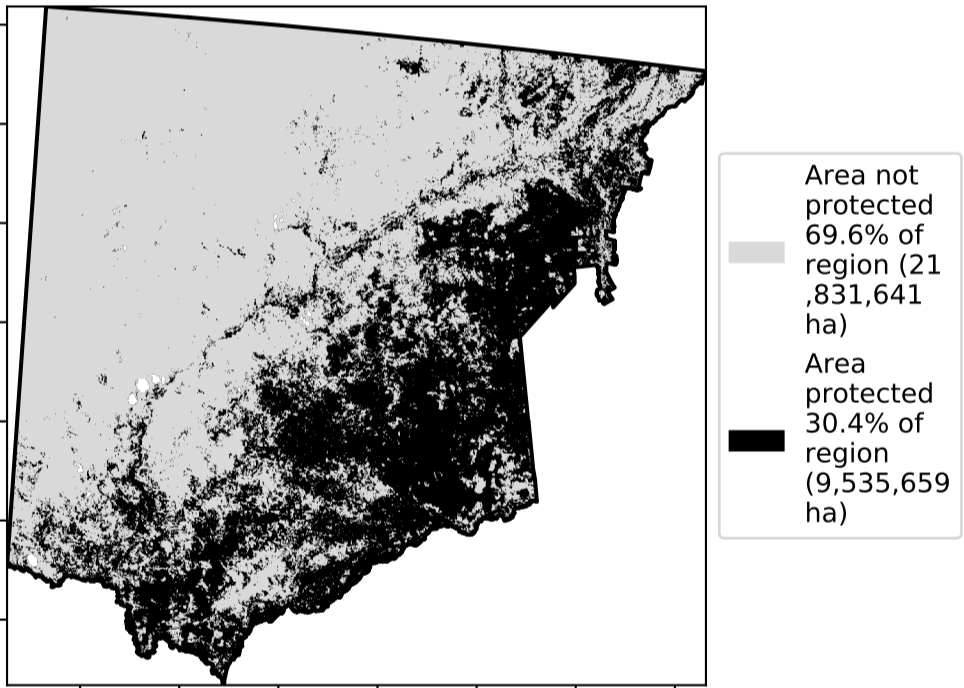 Area not
protected
69.6% of
region (21
,831,641
ha)
Area
protected
30.4% of
region
(9,535,659
ha)